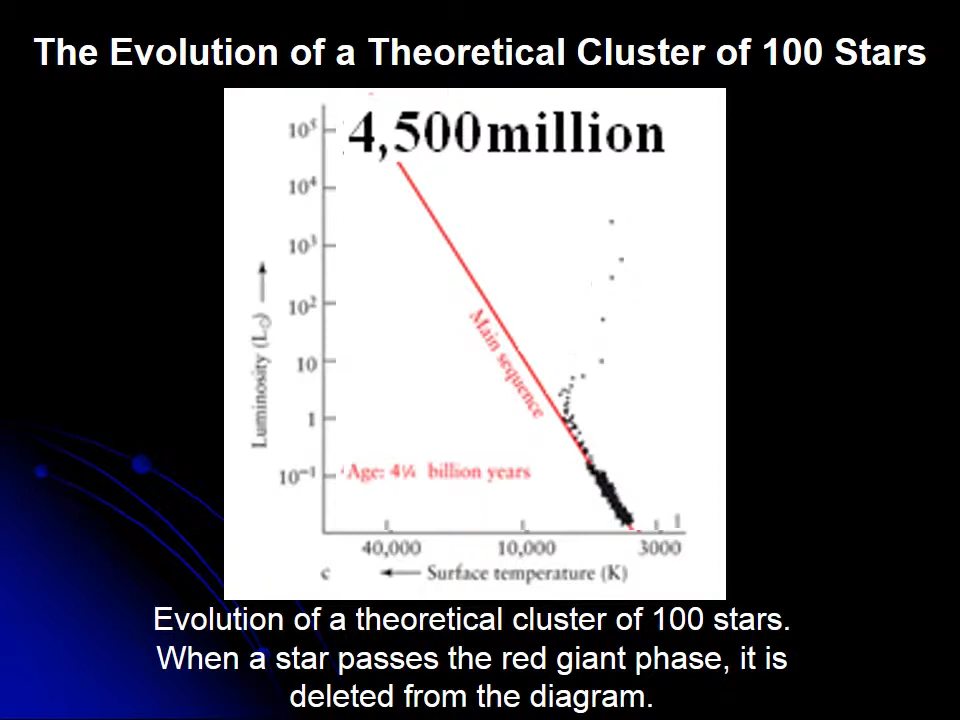 The Evolution of a Theoretical Cluster of 100 Stars
4,500 million
10⁵
10⁴
10³
10²
10
1
10⁻¹
Luminosity (L☉)
Main sequence
Age: 4½ billion years
40,000
10,000
3000
c
Surface temperature (K)
Evolution of a theoretical cluster of 100 stars.
When a star passes the red giant phase, it is
deleted from the diagram.